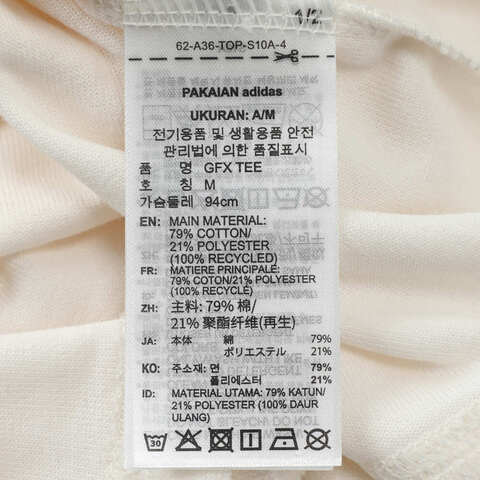 1/2
62-A36-TOP-S10A-4
PAKAIAN adidas
UKURAN: A/M
전기용품 및 생활용품 안전
관리법에 의한 품질표시
품 명 GFX TEE
호 칭 M
가슴둘레 94cm
EN: MAIN MATERIAL:
79% COTTON/
21% POLYESTER
(100% RECYCLED)
FR: MATIERE PRINCIPALE:
79% COTON/21% POLYESTER
(100% RECYCLÉ)
ZH: 主料: 79% 棉/
21% 聚酯纤维(再生)
JA: 本体 綿 79%
ポリエステル 21%
KO: 주소재: 면 79%
폴리에스터 21%
ID: MATERIAL UTAMA: 79% KATUN/
21% POLYESTER (100% DAUR
ULANG)
30